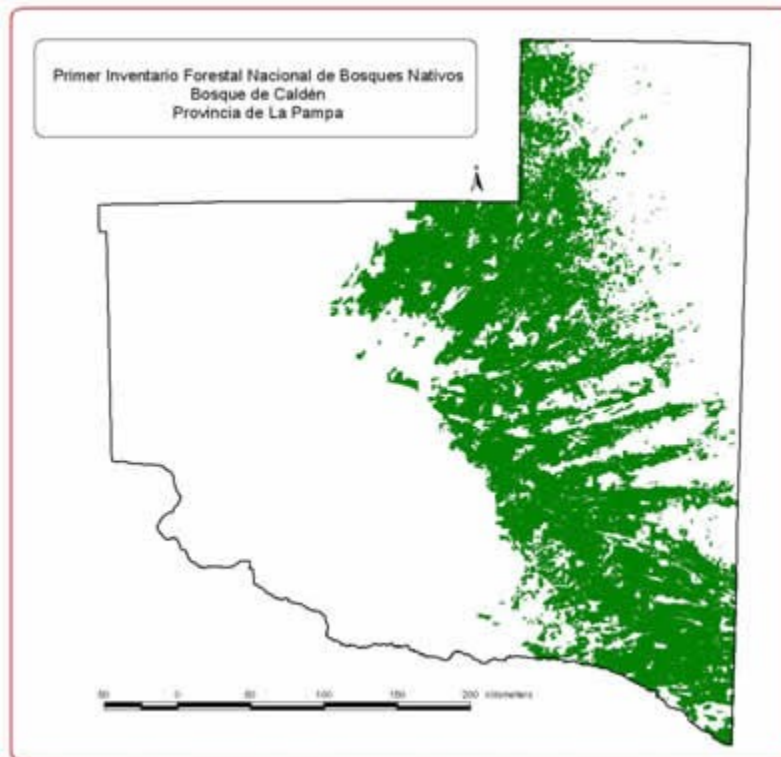 Primer Inventario Forestal Nacional de Bosques Nativos
Bosque de Caldén
Provincia de La Pampa
50 0 50 100 150 200 kilometers